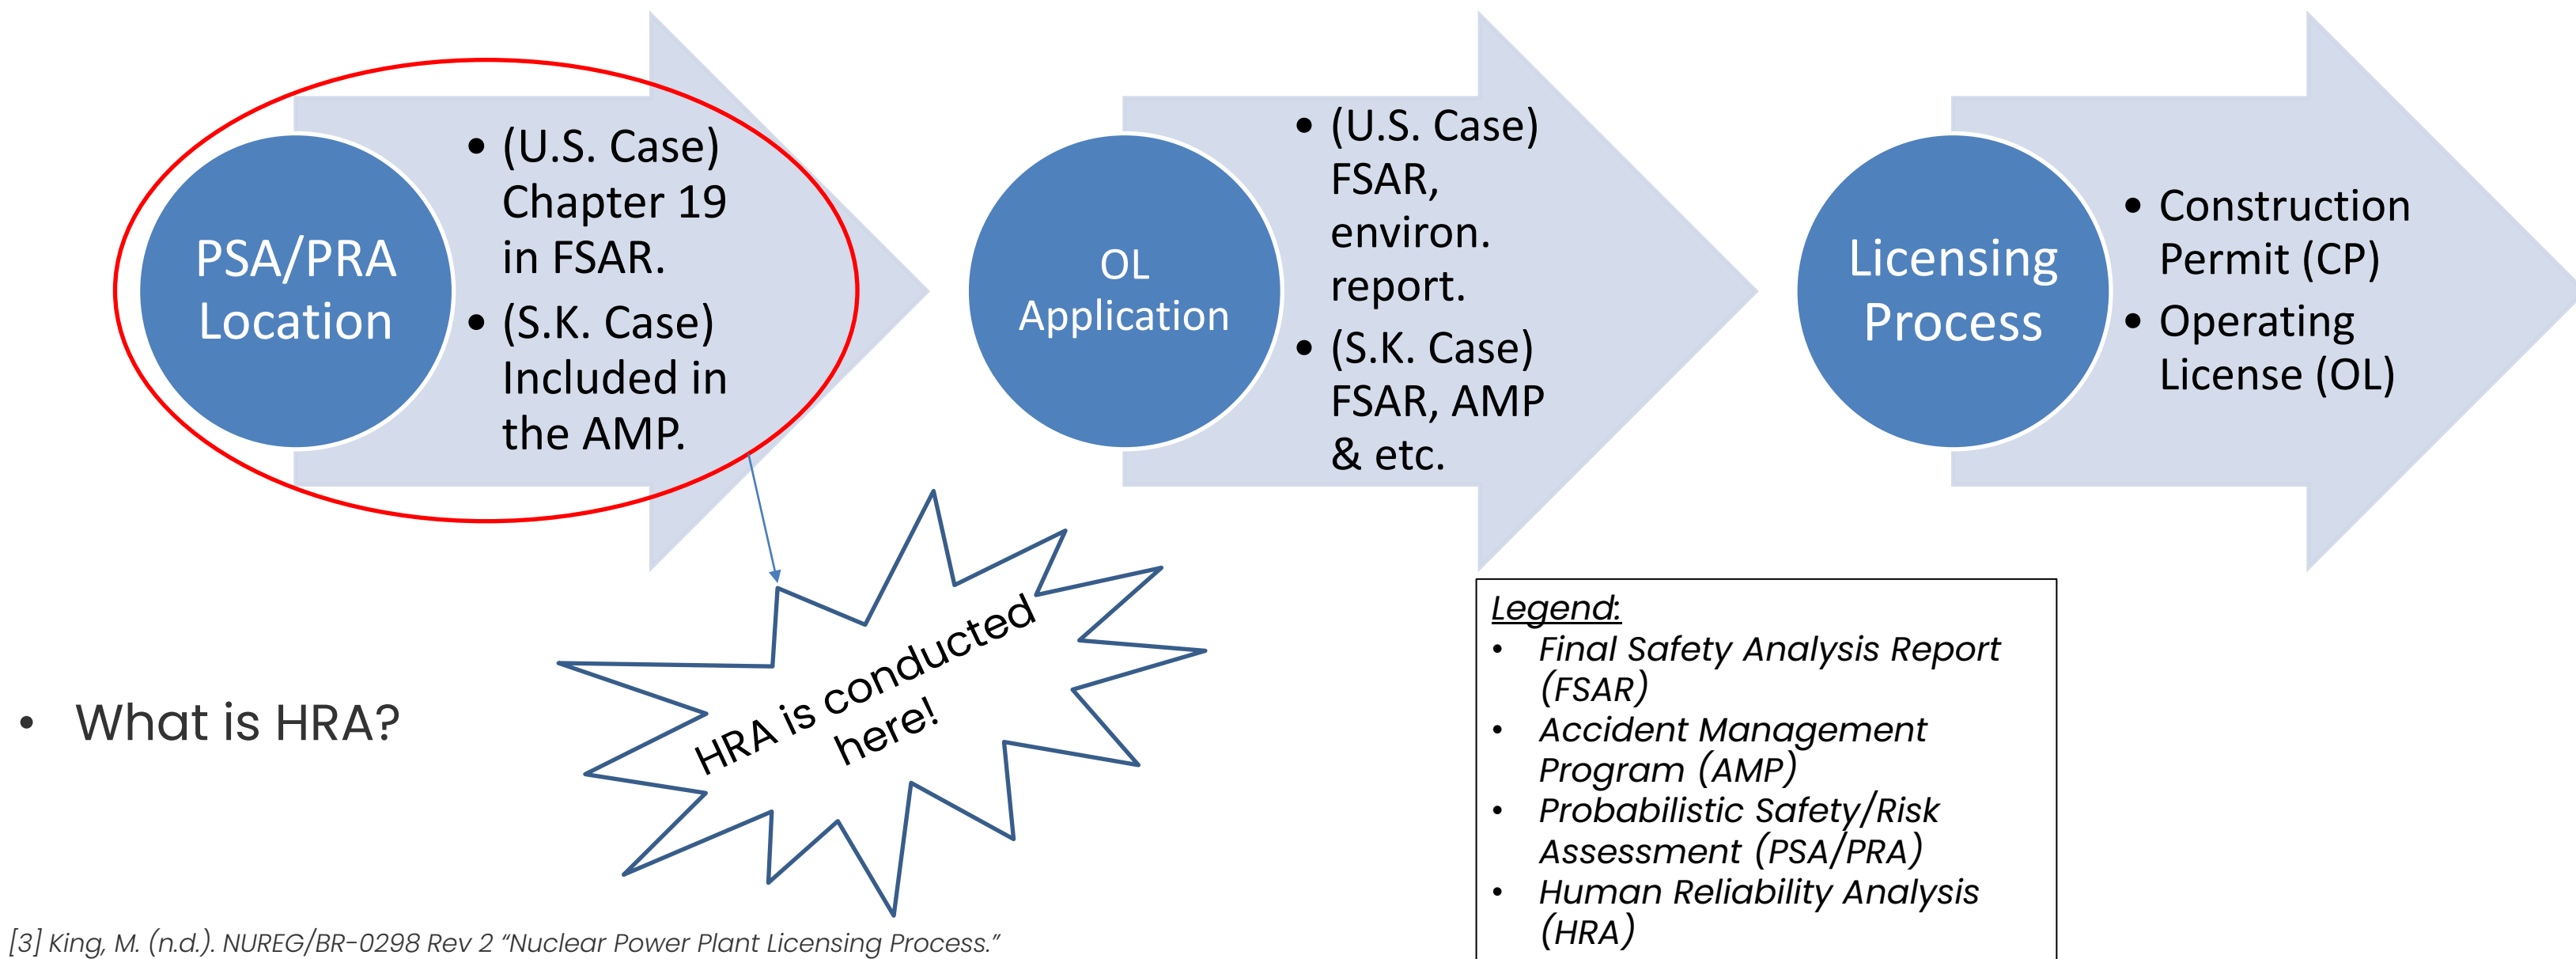 PSA/PRA
Location
• (U.S. Case)
Chapter 19
in FSAR.
• (S.K. Case)
Included in
the AMP.
OL
Application
• (U.S. Case)
FSAR,
environ.
report.
• (S.K. Case)
FSAR, AMP
& etc.
Licensing
Process
• Construction
Permit (CP)
• Operating
License (OL)
HRA is conducted
here!
• What is HRA?
Legend:
• Final Safety Analysis Report
(FSAR)
• Accident Management
Program (AMP)
• Probabilistic Safety/Risk
Assessment (PSA/PRA)
• Human Reliability Analysis
(HRA)
[3] King, M. (n.d.). NUREG/BR-0298 Rev 2 “Nuclear Power Plant Licensing Process.”